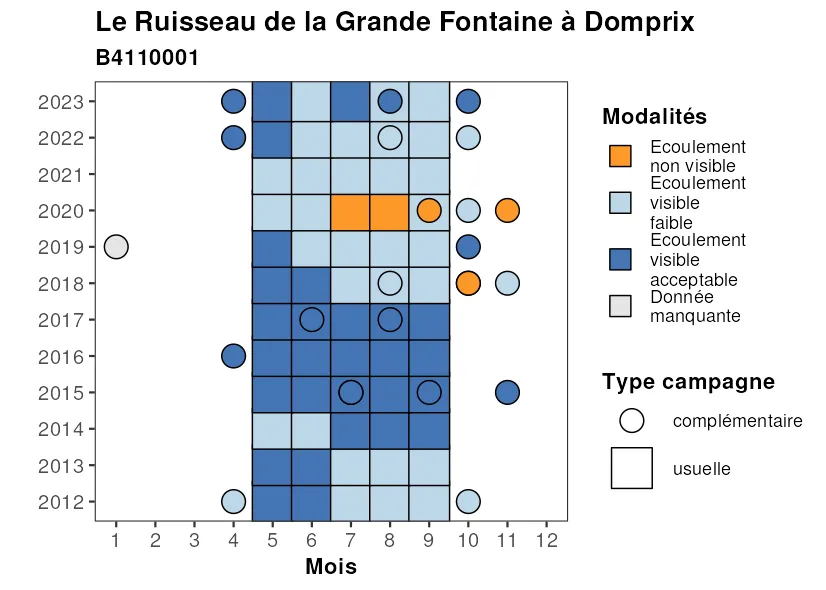 Le Ruisseau de la Grande Fontaine à Domprix
B4110001
2023
2022
2021
2020
2019
2018
2017
2016
2015
2014
2013
2012
1 2 3 4 5 6 7 8 9 10 11 12
Mois
Modalités
Ecoulement
non visible
Ecoulement
visible
faible
Ecoulement
visible
acceptable
Donnée
manquante
Type campagne
complémentaire
usuelle